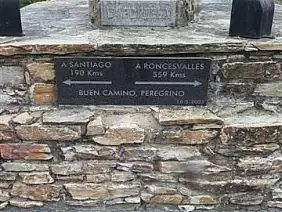 A SANTIAGO A RONCESVALLES
190 Kms 559 Kms
BUEN CAMINO, PEREGRINO